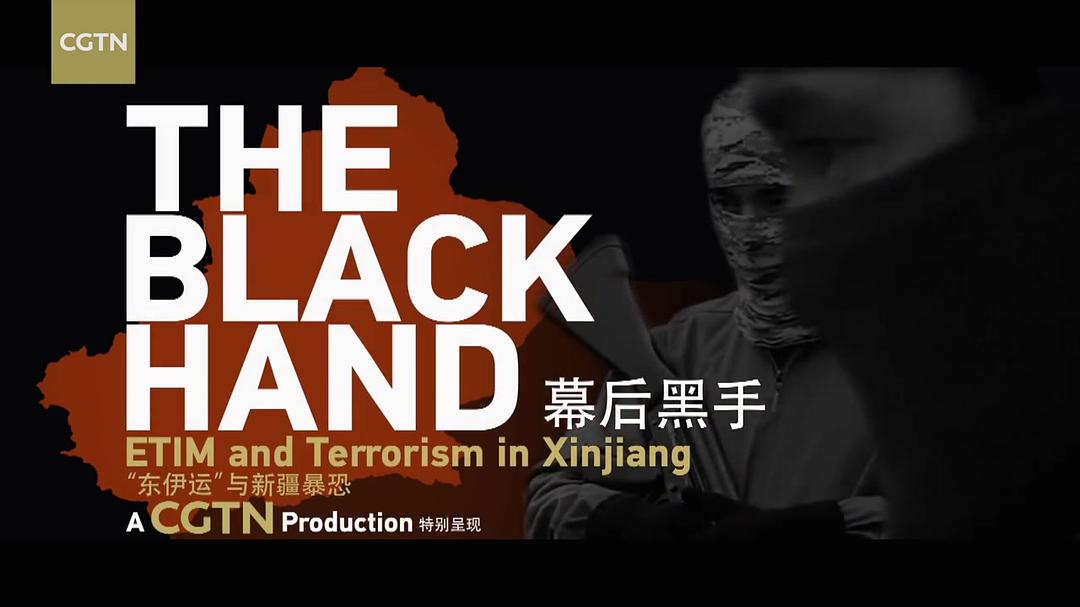 CGTN
THE
BLACK
HAND 幕后黑手
ETIM and Terrorism in Xinjiang
“东伊运”与新疆暴恐
A CGTN Production 特别呈现